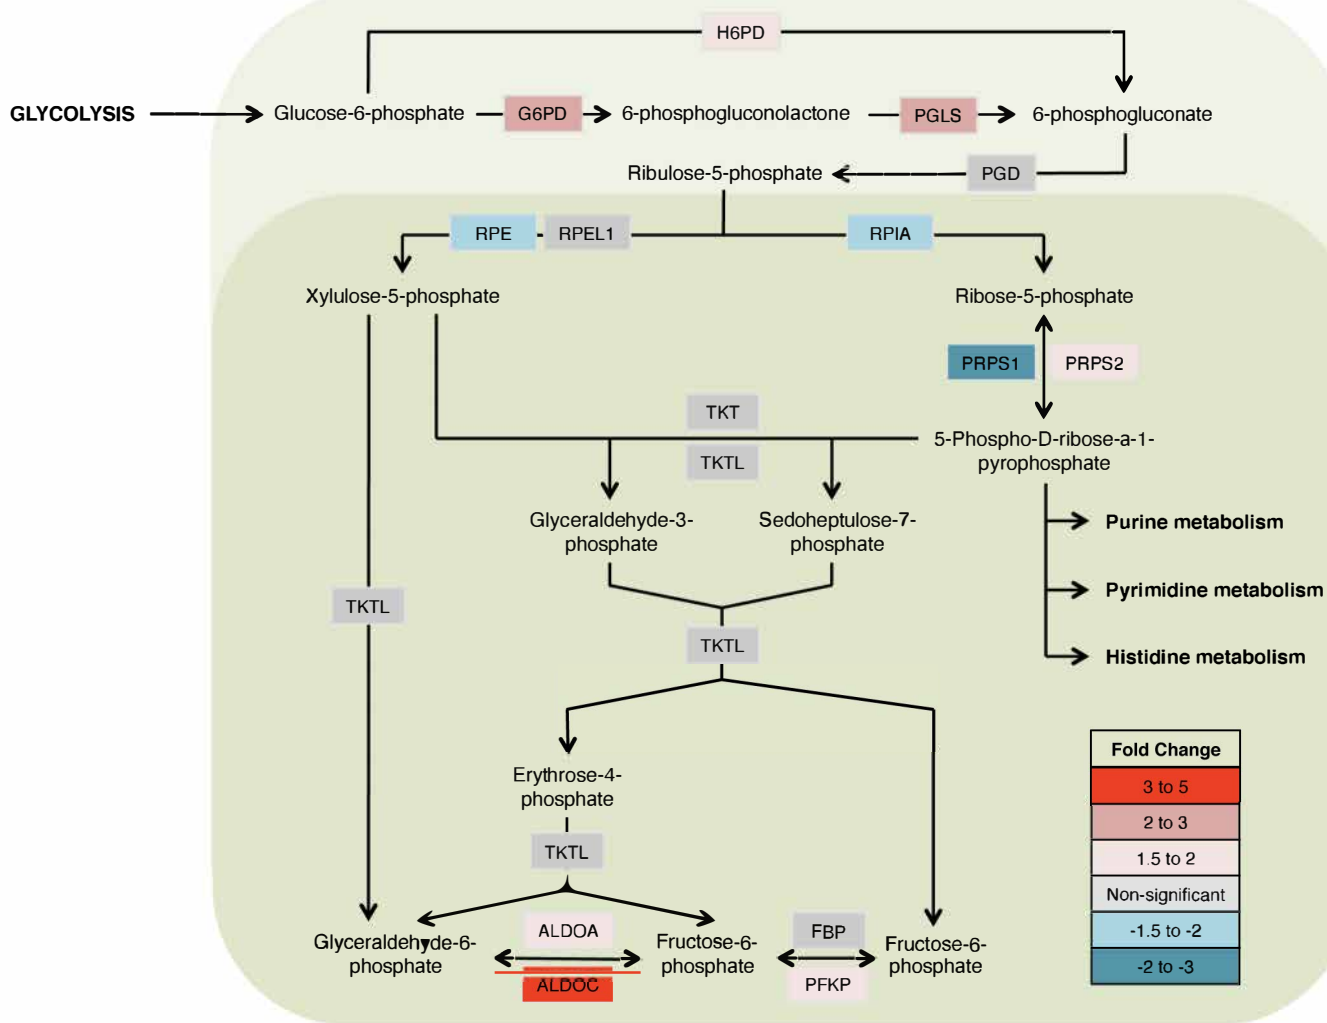 H6PD
GLYCOLYSIS
Glucose-6-phosphate
G6PD
6-phosphogluconolactone
PGLS
6-phosphogluconate
Ribulose-5-phosphate
PGD
RPE
RPEL1
RPIA
Xylulose-5-phosphate
Ribose-5-phosphate
PRPS1
PRPS2
TKT
TKTL
5-Phospho-D-ribose-a-1-
pyrophosphate
Glyceraldehyde-3-
phosphate
Sedoheptulose-7-
phosphate
Purine metabolism
Pyrimidine metabolism
Histidine metabolism
TKTL
TKTL
Erythrose-4-
phosphate
TKTL
Glyceraldehyde-6-
phosphate
ALDOA
ALDOC
Fructose-6-
phosphate
FBP
PFKP
Fructose-6-
phosphate
Fold Change
3 to 5
2 to 3
1.5 to 2
Non-significant
-1.5 to -2
-2 to -3